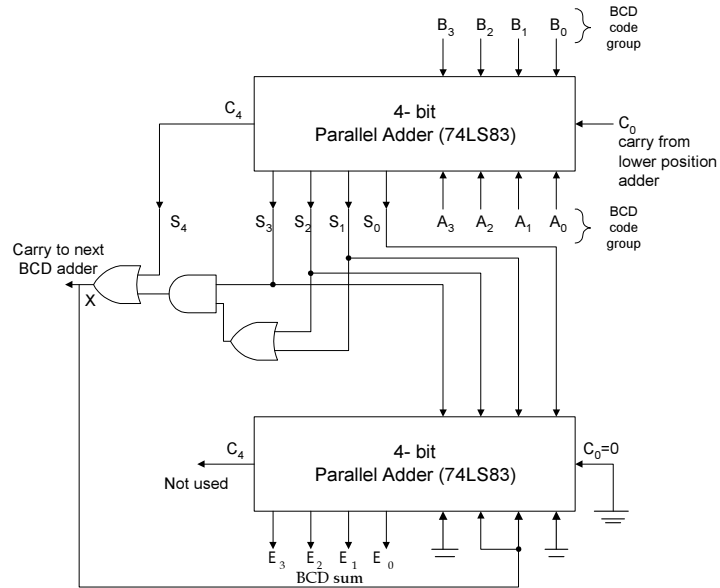 B3 B2 B1 B0
BCD
code
group
C4
4- bit
Parallel Adder (74LS83)
C0
carry from
lower position
adder
S4
S3 S2 S1 S0
A3 A2 A1 A0
BCD
code
group
Carry to next
BCD adder
X
C4
4- bit
Parallel Adder (74LS83)
C0=0
Not used
E3 E2 E1 E0
BCD sum